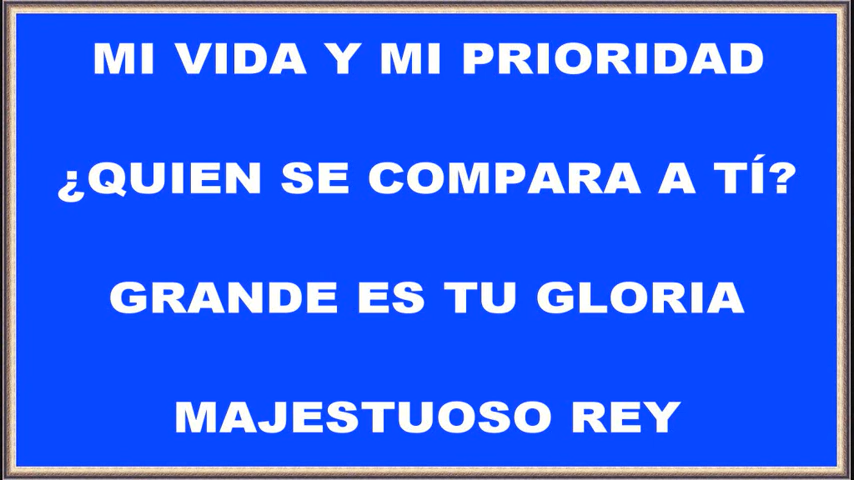 MI VIDA Y MI PRIORIDAD
¿QUIEN SE COMPARA A TÍ?
GRANDE ES TU GLORIA
MAJESTUOSO REY